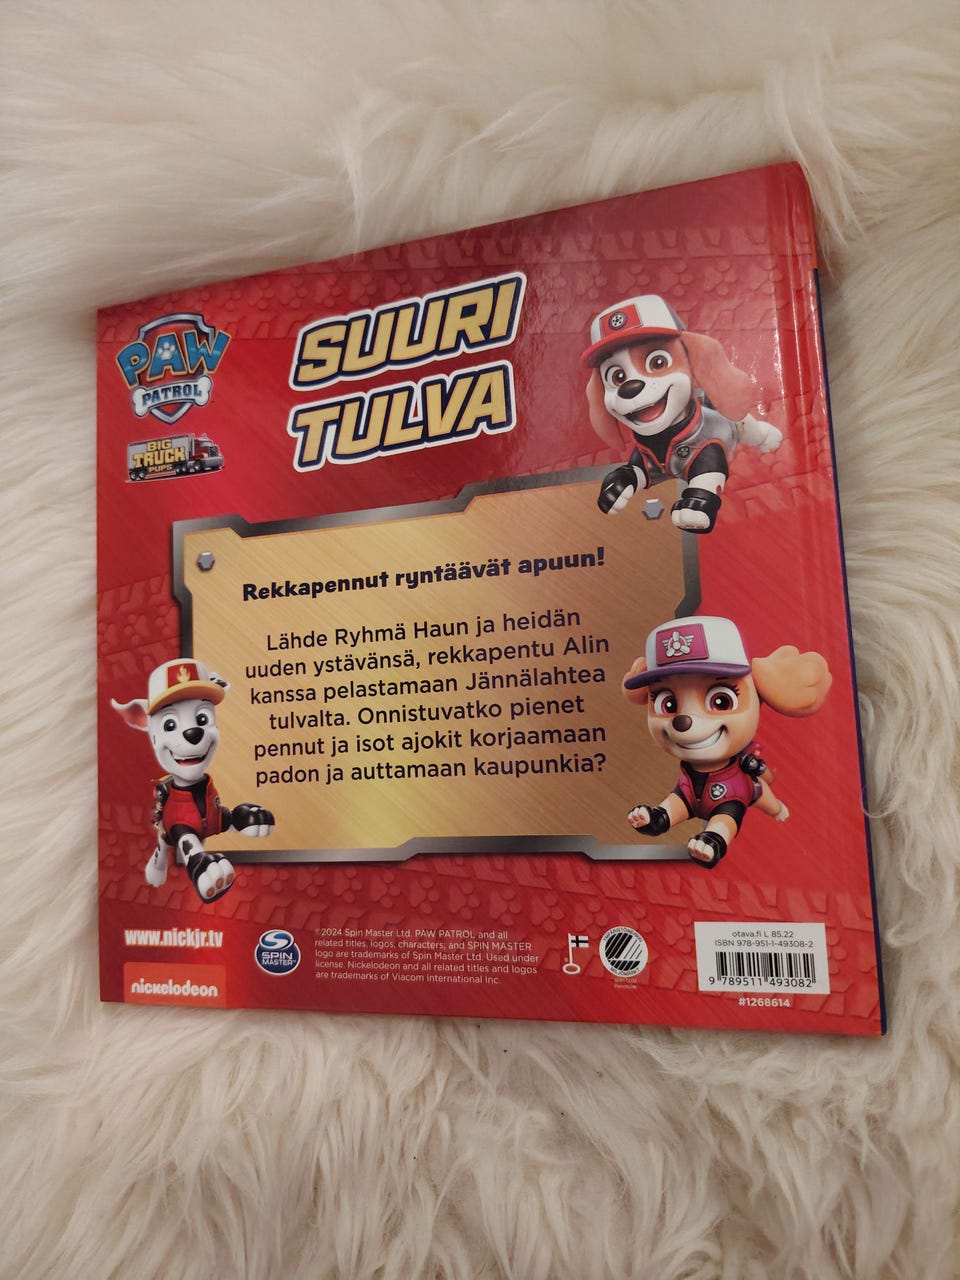 PAW
PATROL
BIG
TRUCK
PUPS
SUURI
TULVA
Rekkapennut ryntäävät apuun!
Lähde Ryhmä Haun ja heidän
uuden ystävänsä, rekkapentu Alin
kanssa pelastamaan Jännälahtea
tulvalta. Onnistuvatko pienet
pennut ja isot ajokit korjaamaan
padon ja auttamaan kaupunkia?
www.nickjr.tv
nickelodeon
SPIN
MASTER
©2024 Spin Master Ltd. PAW PATROL and all
related titles, logos, characters; and SPIN MASTER
logo are trademarks of Spin Master Ltd. Used under
license. Nickelodeon and all related titles and logos
are trademarks of Viacom International Inc.
otava.fi L 85.22
ISBN 978-951-1-49308-2
9 789511 493082
#1268614